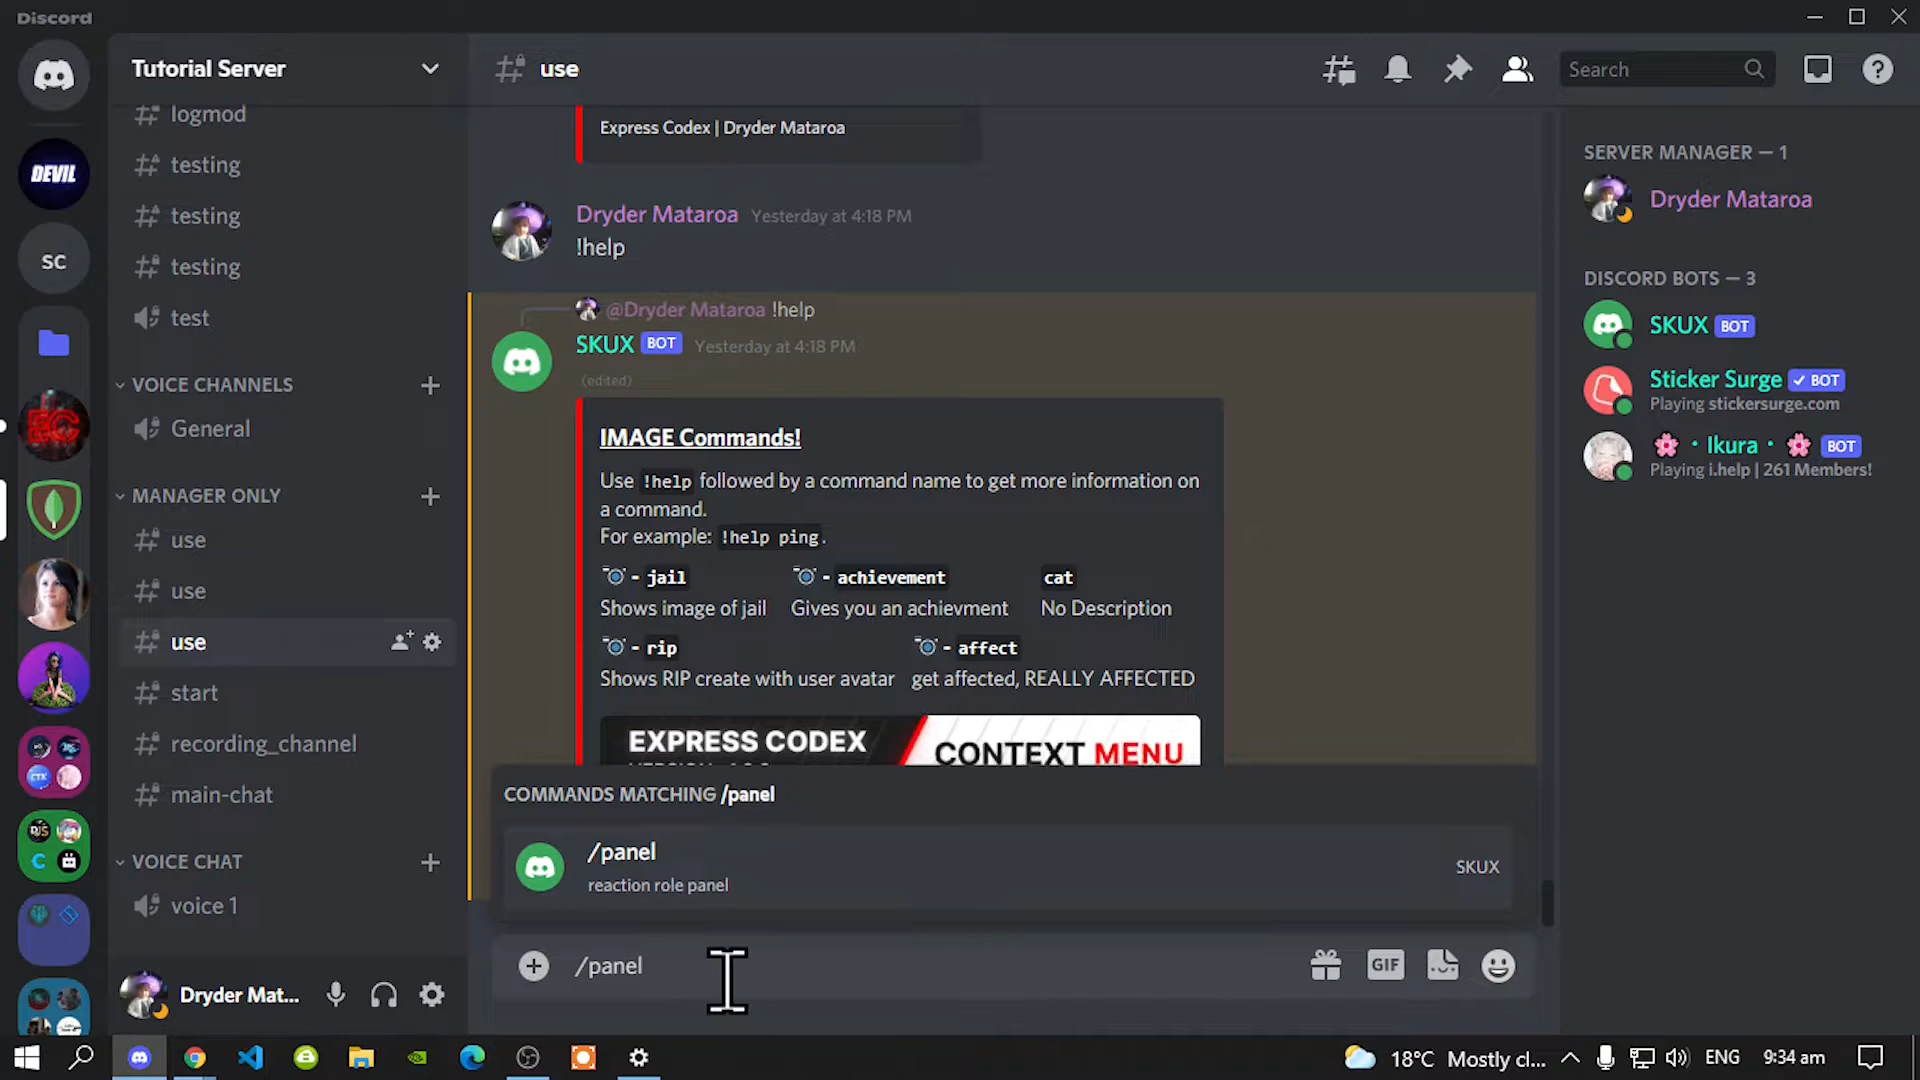 Discord
Tutorial Server
logmod
testing
testing
testing
test
VOICE CHANNELS
General
MANAGER ONLY
use
use
use
start
recording_channel
main-chat
VOICE CHAT
voice 1
Dryder Mat...
DEVIL
SC
EC
CTK
use
Search
Express Codex | Dryder Mataroa
Dryder Mataroa Yesterday at 4:18 PM
!help
@Dryder Mataroa !help
SKUX BOT Yesterday at 4:18 PM
(edited)
IMAGE Commands!
Use !help followed by a command name to get more information on
a command.
For example: !help ping.
- jail - achievement cat
Shows image of jail Gives you an achievment No Description
- rip - affect
Shows RIP create with user avatar get affected, REALLY AFFECTED
EXPRESS CODEX CONTEXT MENU
COMMANDS MATCHING /panel
/panel
reaction role panel
SKUX
/panel
GIF
SERVER MANAGER — 1
Dryder Mataroa
DISCORD BOTS — 3
SKUX BOT
Sticker Surge BOT
Playing stickersurge.com
• Ikura • BOT
Playing i.help | 261 Members!
18°C Mostly cl...
ENG
9:34 am